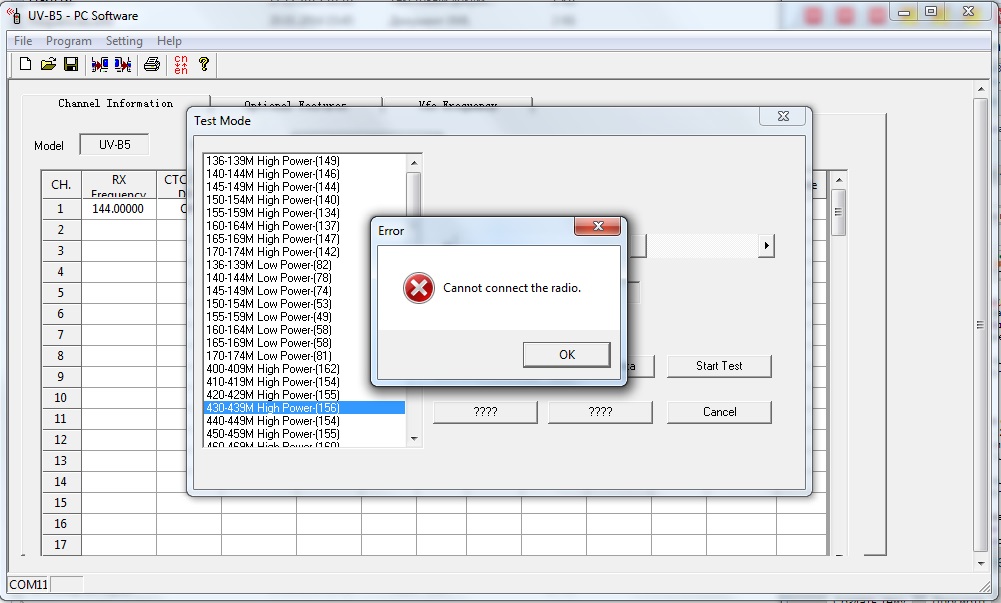 UV-B5 - PC Software
File Program Setting Help
cn
en
Channel Information Optional Features Vfo Frequency
Test Mode
Model UV-B5
CH. RX Frequency
1 144.00000
2
3
4
5
6
7
8
9
10
11
12
13
14
15
16
17
136-139M High Power-(149)
140-144M High Power-(146)
145-149M High Power-(144)
150-154M High Power-(140)
155-159M High Power-(134)
160-164M High Power-(137)
165-169M High Power-(147)
170-174M High Power-(142)
136-139M Low Power-(82)
140-144M Low Power-(78)
145-149M Low Power-(74)
150-154M Low Power-(53)
155-159M Low Power-(49)
160-164M Low Power-(58)
165-169M Low Power-(58)
170-174M Low Power-(81)
400-409M High Power-(162)
410-419M High Power-(154)
420-429M High Power-(155)
430-439M High Power-(156)
440-449M High Power-(154)
450-459M High Power-(155)
460-469M High Power-(160)
Error
Cannot connect the radio.
OK
Start Test
???? ???? Cancel
COM11